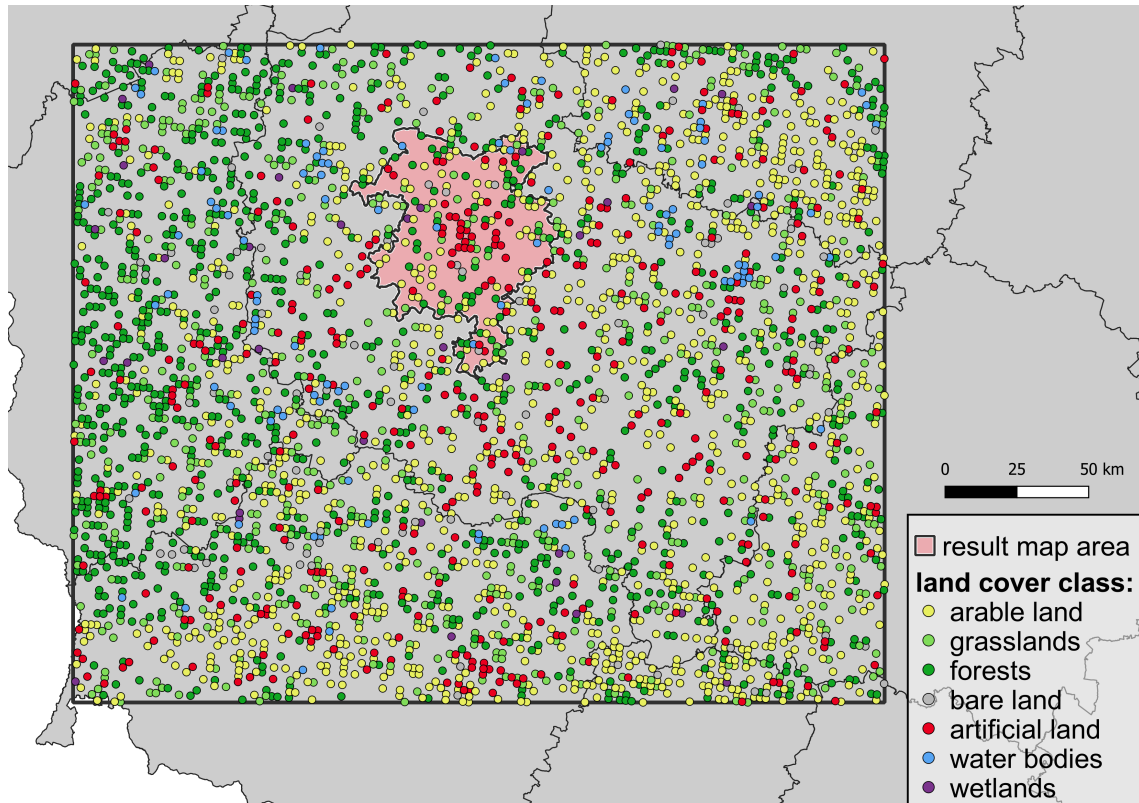 0 25 50 km
result map area
land cover class:
arable land
grasslands
forests
bare land
artificial land
water bodies
wetlands